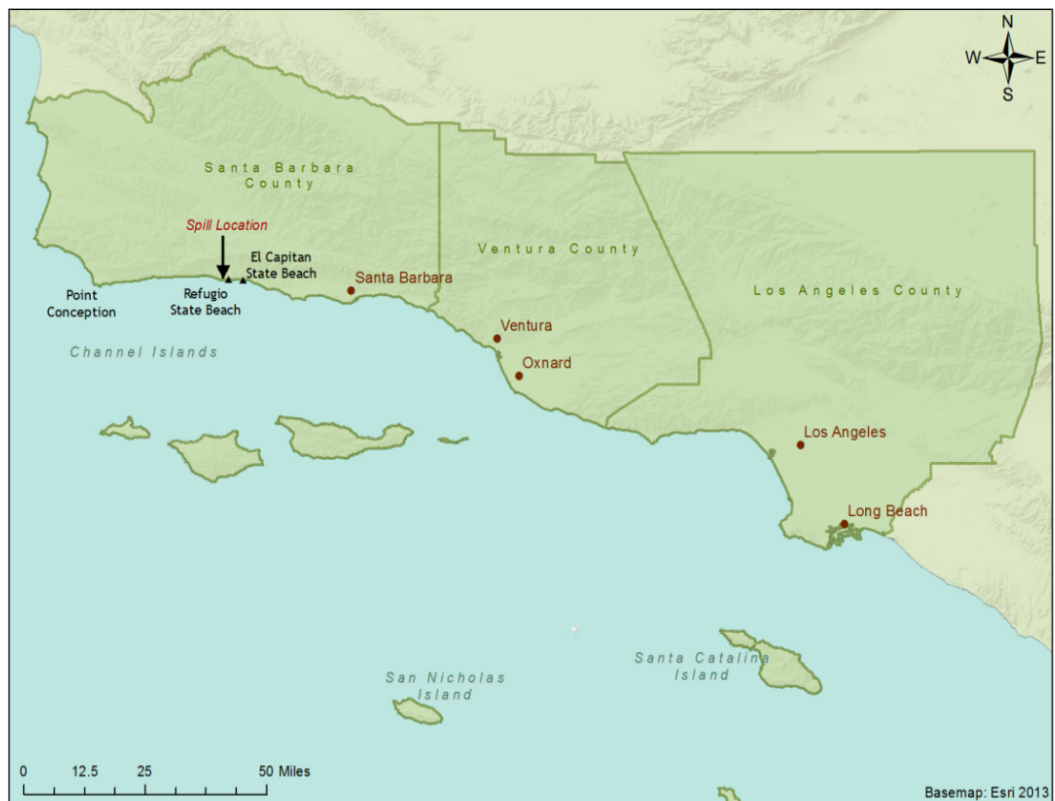 N
W E
S
Santa Barbara
County
Spill Location
El Capitan
State Beach
Santa Barbara
Point
Conception
Refugio
State Beach
Channel Islands
Ventura County
Ventura
Oxnard
Los Angeles County
Los Angeles
Long Beach
Santa Catalina
Island
San Nicholas
Island
0 12.5 25 50 Miles
Basemap: Esri 2013